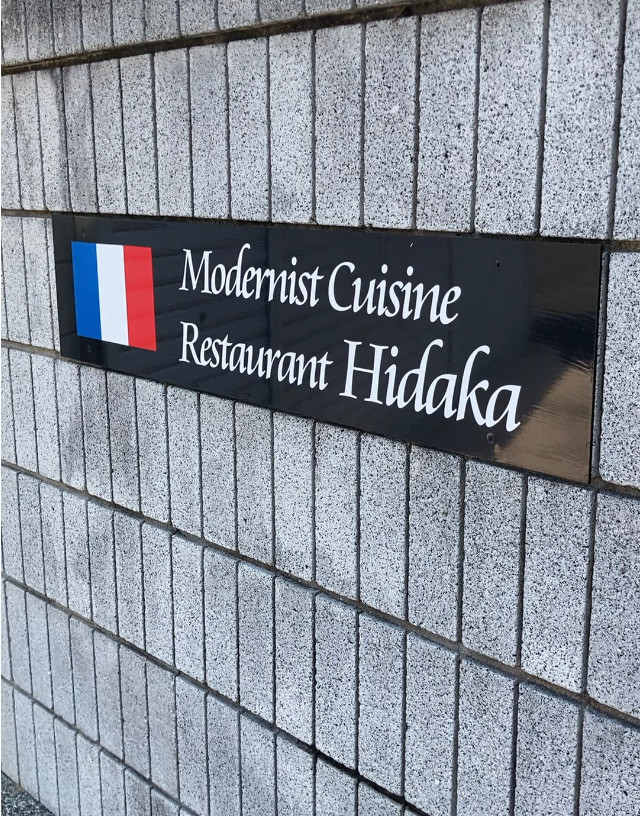 Modernist Cuisine
Restaurant Hidaka